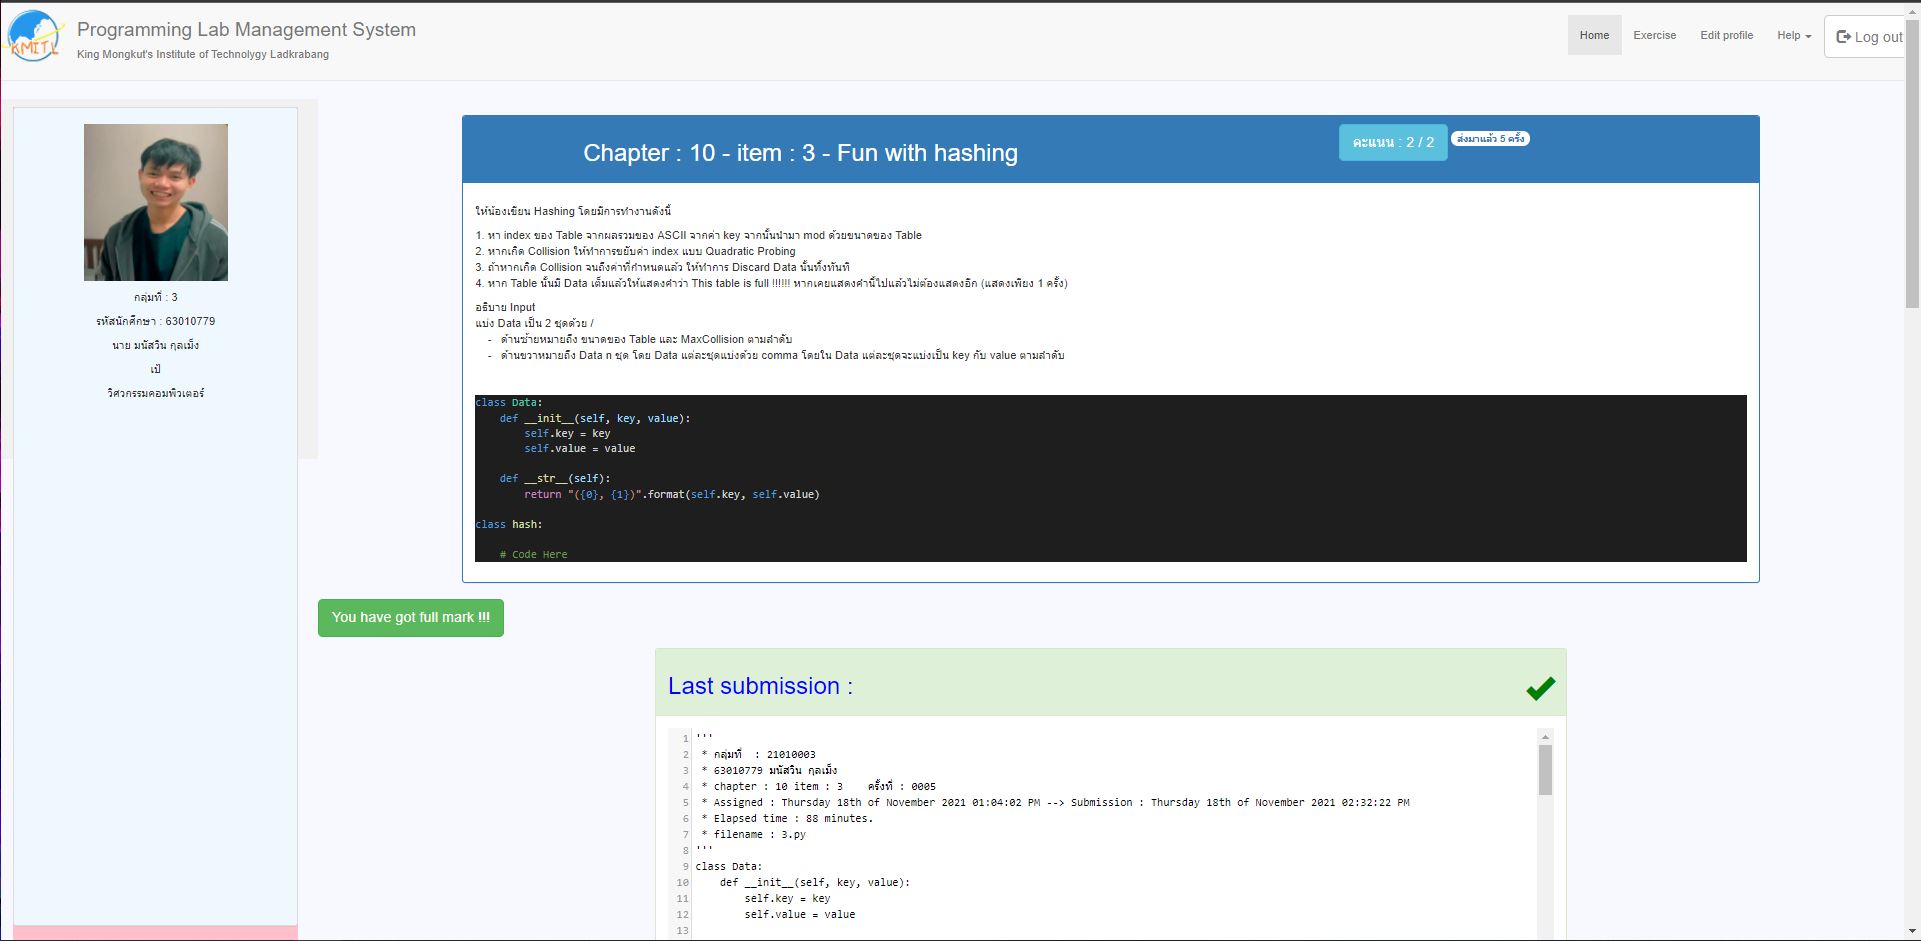 Programming Lab Management System
King Mongkut's Institute of Technolygy Ladkrabang
KMITL
Home
Exercise
Edit profile
Help
Log out
กลุ่มที่ : 3
รหัสนักศึกษา : 63010779
นาย มนัสวิน กุลเม็ง
เป้
วิศวกรรมคอมพิวเตอร์
Chapter : 10 - item : 3 - Fun with hashing
คะแนน : 2 / 2
ส่งมาแล้ว 5 ครั้ง
ให้น้องเขียน Hashing โดยมีการทำงานดังนี้
1. หา index ของ Table จากผลรวมของ ASCII จากค่า key จากนั้นนำมา mod ด้วยขนาดของ Table
2. หากเกิด Collision ให้ทำการขยับค่า index แบบ Quadratic Probing
3. ถ้าหากเกิด Collision จนถึงค่าที่กำหนดแล้ว ให้ทำการ Discard Data นั้นทิ้งทันที
4. หาก Table นั้นมี Data เต็มแล้วให้แสดงคำว่า This table is full !!!!!! หากเคยแสดงคำนี้ไปแล้วไม่ต้องแสดงอีก (แสดงเพียง 1 ครั้ง)
อธิบาย Input
แบ่ง Data เป็น 2 ชุดด้วย /
- ด้านซ้ายหมายถึง ขนาดของ Table และ MaxCollision ตามลำดับ
- ด้านขวาหมายถึง Data n ชุด โดย Data แต่ละชุดแบ่งด้วย comma โดยใน Data แต่ละชุดจะแบ่งเป็น key กับ value ตามลำดับ
class Data:
    def __init__(self, key, value):
        self.key = key
        self.value = value
    def __str__(self):
        return "({0}, {1})".format(self.key, self.value)
class hash:
    # Code Here
You have got full mark !!!
Last submission :
1 '''
2  * กลุ่มที่  : 21010003
3  * 63010779 มนัสวิน กุลเม็ง
4  * chapter : 10 item : 3    ครั้งที่ : 0005
5  * Assigned : Thursday 18th of November 2021 01:04:02 PM --> Submission : Thursday 18th of November 2021 02:32:22 PM
6  * Elapsed time : 88 minutes.
7  * filename : 3.py
8 '''
9 class Data:
10     def __init__(self, key, value):
11         self.key = key
12         self.value = value
13